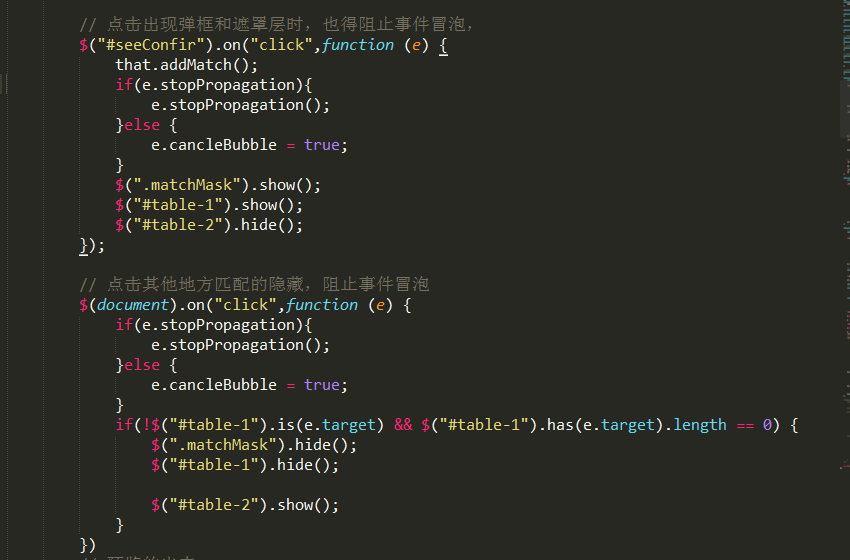 // 点击出现弹框和遮罩层时，也得阻止事件冒泡，
$("#seeConfir").on("click",function (e) {
that.addMatch();
if(e.stopPropagation){
e.stopPropagation();
}else {
e.cancleBubble = true;
}
$(".matchMask").show();
$("#table-1").show();
$("#table-2").hide();
});
// 点击其他地方匹配的隐藏，阻止事件冒泡
$(document).on("click",function (e) {
if(e.stopPropagation){
e.stopPropagation();
}else {
e.cancleBubble = true;
}
if(!$("#table-1").is(e.target) && $("#table-1").has(e.target).length == 0) {
$(".matchMask").hide();
$("#table-1").hide();
$("#table-2").show();
}
})